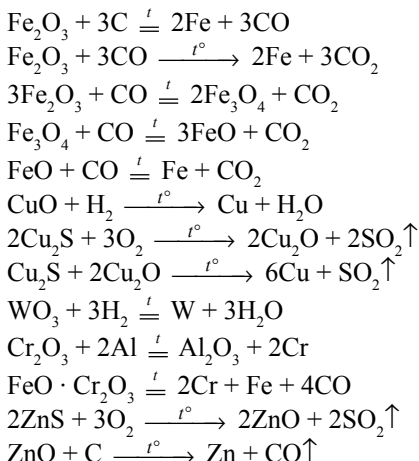 Fe₂O₃ + 3C ≟ᵗ 2Fe + 3CO
Fe₂O₃ + 3CO —t°→ 2Fe + 3CO₂
3Fe₂O₃ + CO =ᵗ 2Fe₃O₄ + CO₂
Fe₃O₄ + CO =ᵗ 3FeO + CO₂
FeO + CO =ᵗ Fe + CO₂
CuO + H₂ —t°→ Cu + H₂O
2Cu₂S + 3O₂ —t°→ 2Cu₂O + 2SO₂↑
Cu₂S + 2Cu₂O —t°→ 6Cu + SO₂↑
WO₃ + 3H₂ =ᵗ W + 3H₂O
Cr₂O₃ + 2Al =ᵗ Al₂O₃ + 2Cr
FeO · Cr₂O₃ =ᵗ 2Cr + Fe + 4CO
2ZnS + 3O₂ —t°→ 2ZnO + 2SO₂↑
ZnO + C —t°→ Zn + CO↑